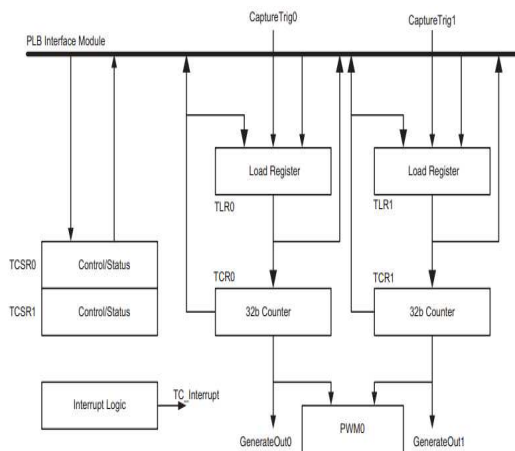 CaptureTrig0
CaptureTrig1
PLB Interface Module
Load Register
Load Register
TLR0
TLR1
TCSR0
Control/Status
TCR0
TCR1
TCSR1
Control/Status
32b Counter
32b Counter
Interrupt Logic
TC_Interrupt
PWM0
GenerateOut0
GenerateOut1